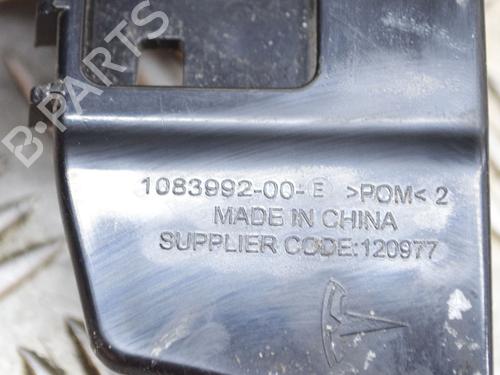 B-PARTS
1083992-00-E >POM< 2
MADE IN CHINA
SUPPLIER CODE:120977